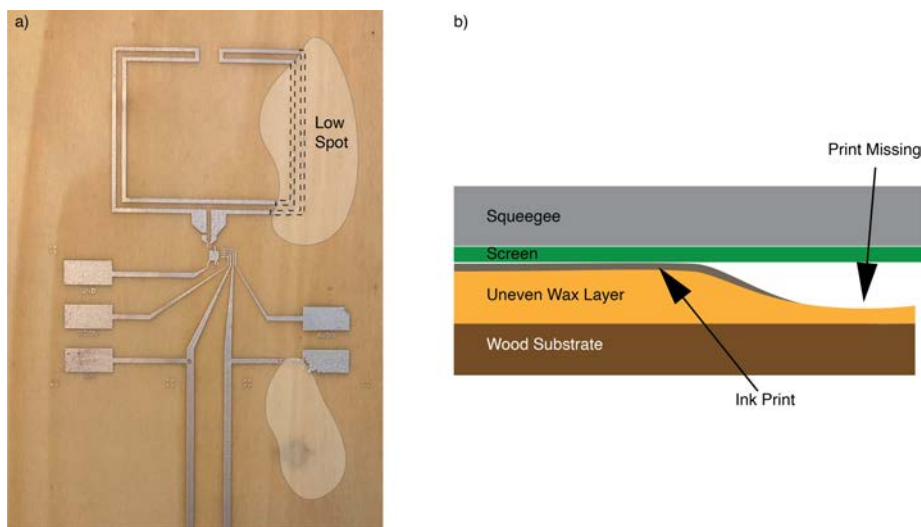 a)
Low
Spot
b)
Print Missing
Squeegee
Screen
Uneven Wax Layer
Wood Substrate
Ink Print